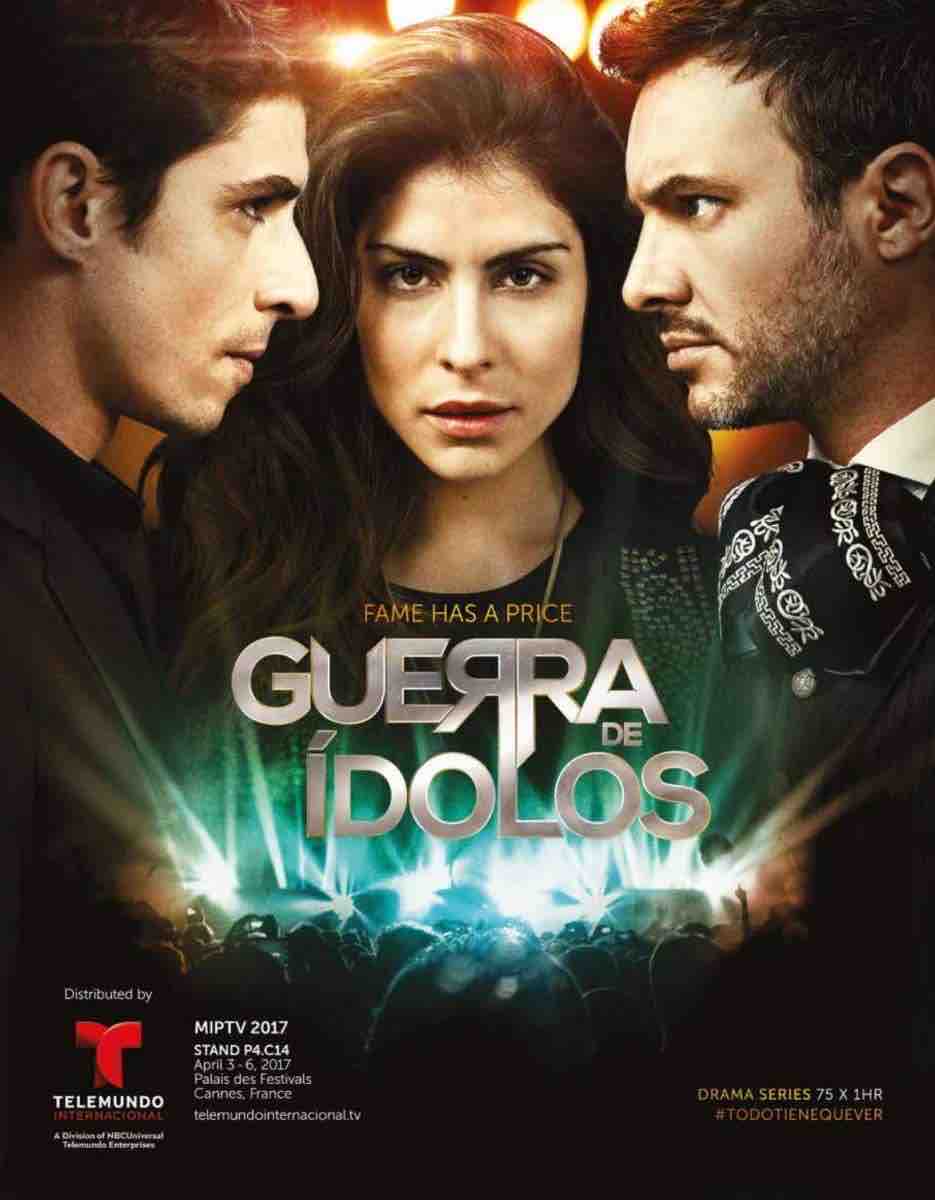 FAME HAS A PRICE
GUERRA
DE
ÍDOLOS
Distributed by
TELEMUNDO
INTERNACIONAL
A Division of NBCUniversal
Telemundo Enterprises
MIPTV 2017
STAND P4.C14
April 3 - 6, 2017
Palais des Festivals
Cannes, France
telemundointernacional.tv
DRAMA SERIES 75 X 1HR
#TODOTIENEQUEVER